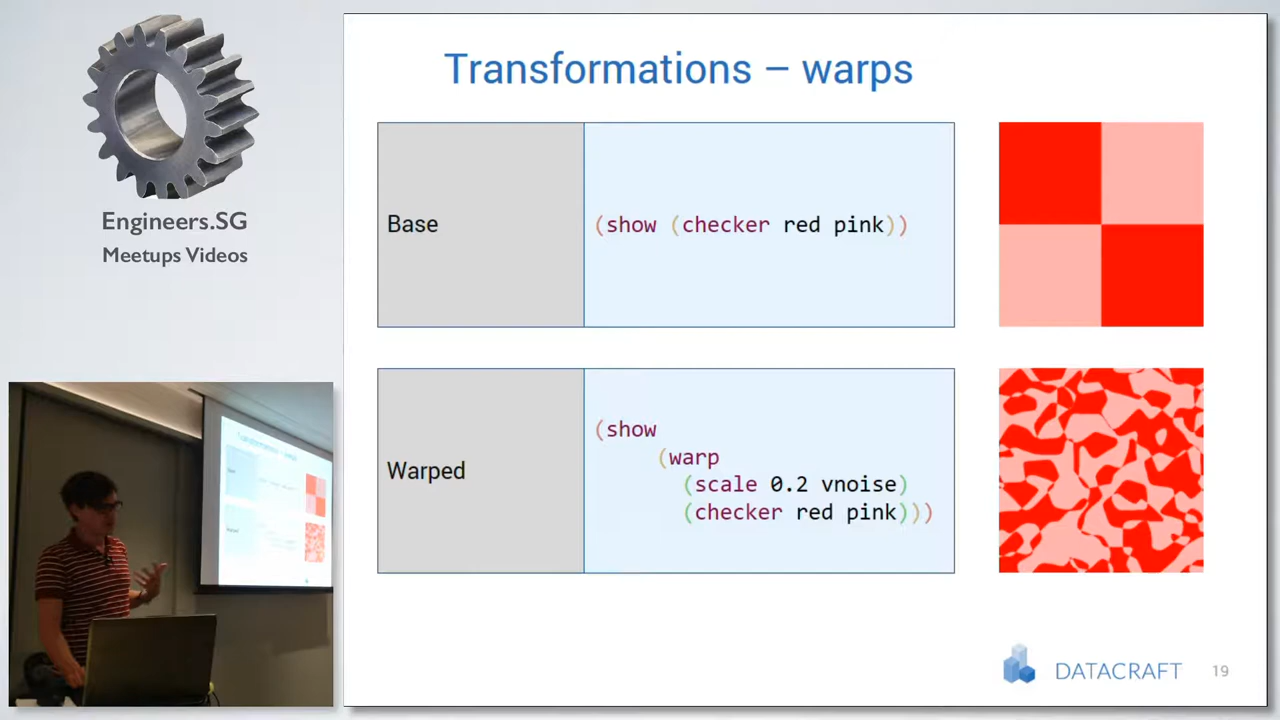 Engineers.SG
Meetups Videos
Transformations – warps
Base
(show (checker red pink))
Warped
(show
(warp
(scale 0.2 vnoise)
(checker red pink)))
DATACRAFT
19